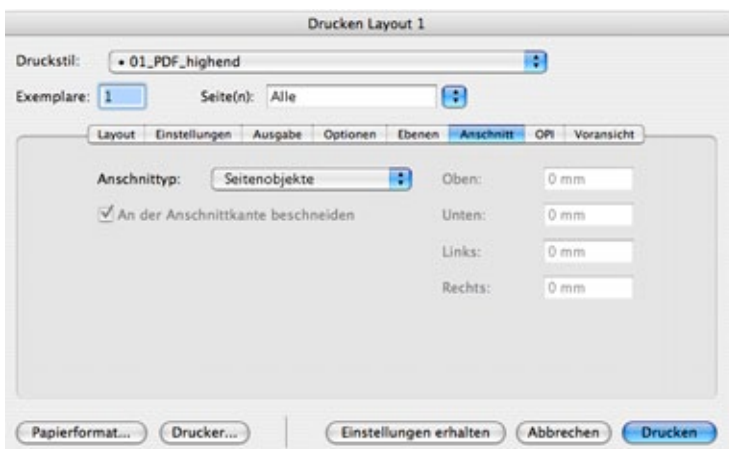 Drucken Layout 1
Druckstil: • 01_PDF_highend
Exemplare: 1 Seite(n): Alle
Layout Einstellungen Ausgabe Optionen Ebenen Anschnitt OPI Voransicht
Anschnittyp: Seitenobjekte Oben: 0 mm
An der Anschnittkante beschneiden Unten: 0 mm
Links: 0 mm
Rechts: 0 mm
Papierformat... Drucker... Einstellungen erhalten Abbrechen Drucken